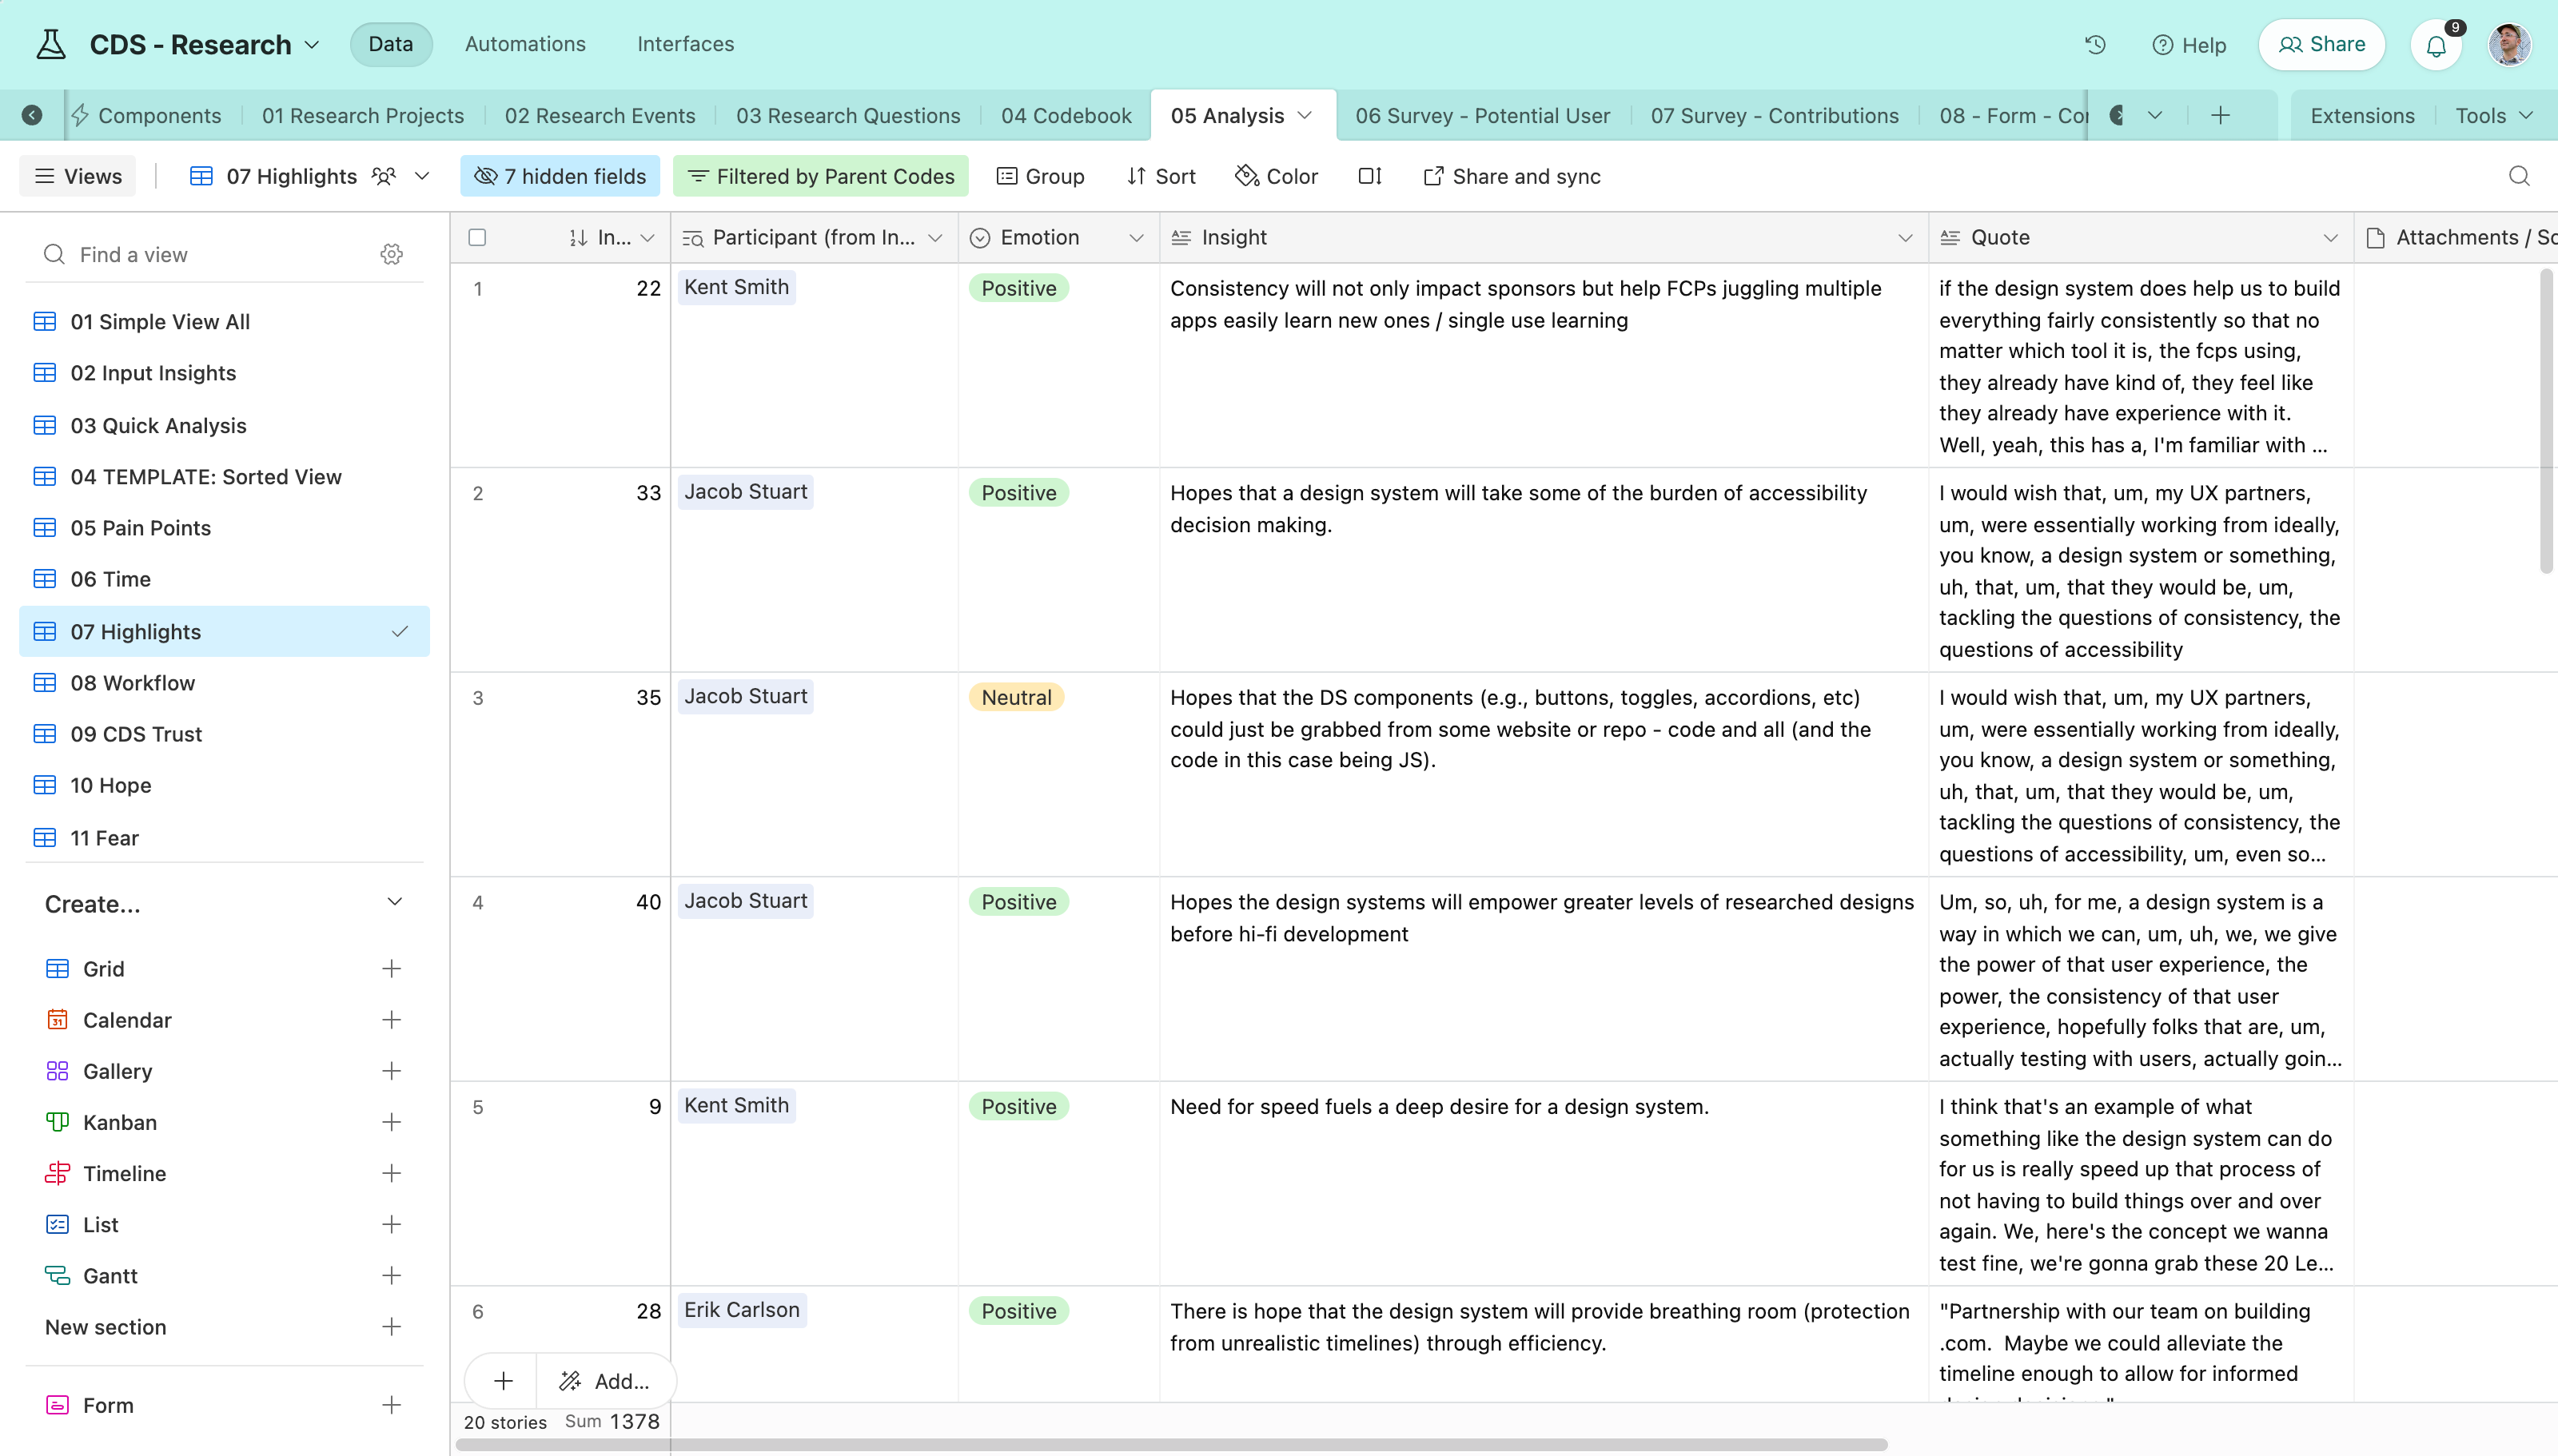 CDS - Research
Data
Automations
Interfaces
Help
Share
9
Components
01 Research Projects
02 Research Events
03 Research Questions
04 Codebook
05 Analysis
06 Survey - Potential User
07 Survey - Contributions
08 - Form - Co
Extensions
Tools
Views
07 Highlights
7 hidden fields
Filtered by Parent Codes
Group
Sort
Color
Share and sync
Find a view
01 Simple View All
02 Input Insights
03 Quick Analysis
04 TEMPLATE: Sorted View
05 Pain Points
06 Time
07 Highlights
08 Workflow
09 CDS Trust
10 Hope
11 Fear
Create...
Grid
31
Calendar
Gallery
Kanban
Timeline
List
Gantt
New section
Form
In...
Participant (from In...
Emotion
Insight
Quote
Attachments / Sc
1
22
Kent Smith
Positive
Consistency will not only impact sponsors but help FCPs juggling multiple
apps easily learn new ones / single use learning
if the design system does help us to build
everything fairly consistently so that no
matter which tool it is, the fcps using,
they already have kind of, they feel like
they already have experience with it.
Well, yeah, this has a, I'm familiar with ...
2
33
Jacob Stuart
Positive
Hopes that a design system will take some of the burden of accessibility
decision making.
I would wish that, um, my UX partners,
um, were essentially working from ideally,
you know, a design system or something,
uh, that, um, that they would be, um,
tackling the questions of consistency, the
questions of accessibility
3
35
Jacob Stuart
Neutral
Hopes that the DS components (e.g., buttons, toggles, accordions, etc)
could just be grabbed from some website or repo - code and all (and the
code in this case being JS).
I would wish that, um, my UX partners,
um, were essentially working from ideally,
you know, a design system or something,
uh, that, um, that they would be, um,
tackling the questions of consistency, the
questions of accessibility, um, even so...
4
40
Jacob Stuart
Positive
Hopes the design systems will empower greater levels of researched designs
before hi-fi development
Um, so, uh, for me, a design system is a
way in which we can, um, uh, we, we give
the power of that user experience, the
power, the consistency of that user
experience, hopefully folks that are, um,
actually testing with users, actually goin...
5
9
Kent Smith
Positive
Need for speed fuels a deep desire for a design system.
I think that's an example of what
something like the design system can do
for us is really speed up that process of
not having to build things over and over
again. We, here's the concept we wanna
test fine, we're gonna grab these 20 Le...
6
28
Erik Carlson
Positive
There is hope that the design system will provide breathing room (protection
from unrealistic timelines) through efficiency.
"Partnership with our team on building
.com. Maybe we could alleviate the
timeline enough to allow for informed
Add...
20 stories
Sum 1378